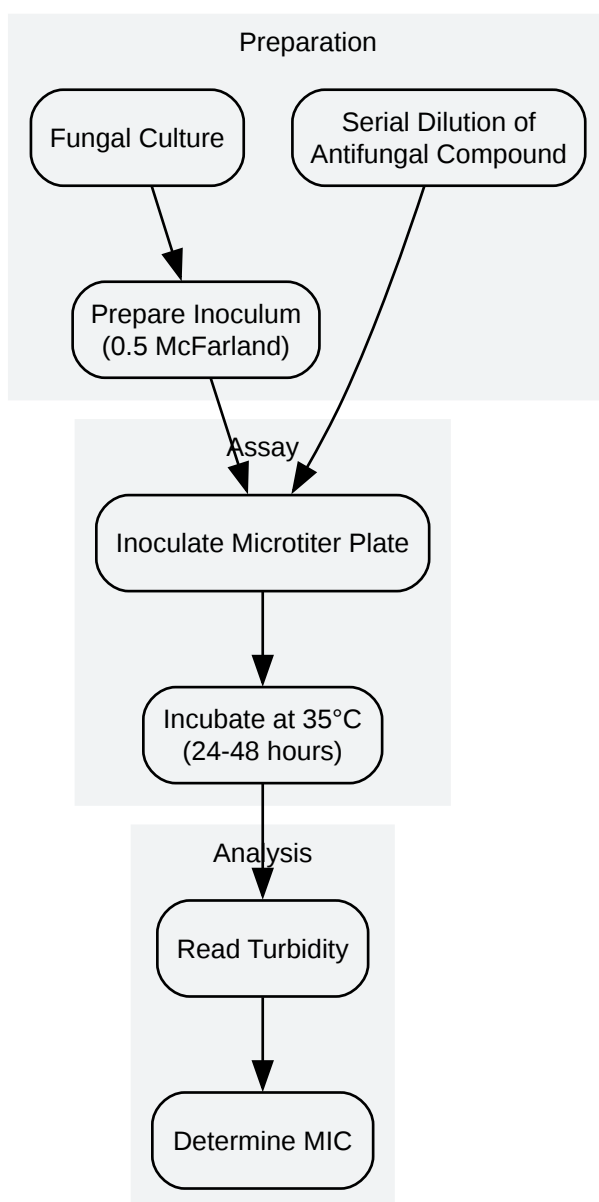 Preparation
Fungal Culture
Serial Dilution of
Antifungal Compound
Prepare Inoculum
(0.5 McFarland)
Assay
Inoculate Microtiter Plate
Incubate at 35°C
(24-48 hours)
Analysis
Read Turbidity
Determine MIC